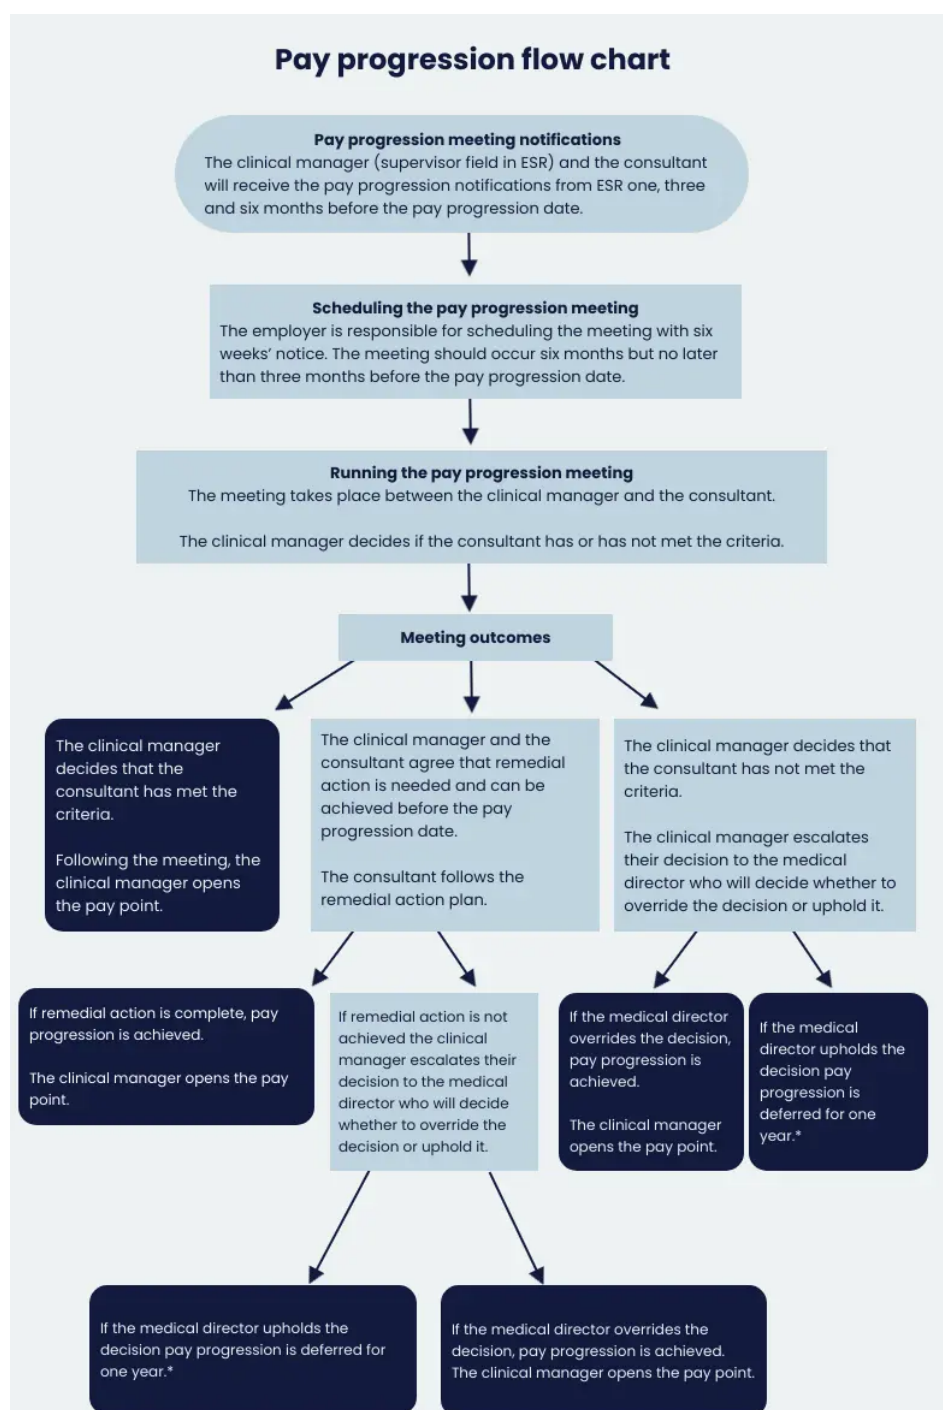 Pay progression flow chart
Pay progression meeting notifications
The clinical manager (supervisor field in ESR) and the consultant
will receive the pay progression notifications from ESR one, three
and six months before the pay progression date.
Scheduling the pay progression meeting
The employer is responsible for scheduling the meeting with six
weeks’ notice. The meeting should occur six months but no later
than three months before the pay progression date.
Running the pay progression meeting
The meeting takes place between the clinical manager and the consultant.
The clinical manager decides if the consultant has or has not met the criteria.
Meeting outcomes
The clinical manager
decides that the
consultant has met the
criteria.
Following the meeting, the
clinical manager opens
the pay point.
The clinical manager and the
consultant agree that remedial
action is needed and can be
achieved before the pay
progression date.
The consultant follows the
remedial action plan.
The clinical manager decides that
the consultant has not met the
criteria.
The clinical manager escalates
their decision to the medical
director who will decide whether to
override the decision or uphold it.
If remedial action is complete, pay
progression is achieved.
The clinical manager opens the pay
point.
If remedial action is not
achieved the clinical
manager escalates their
decision to the medical
director who will decide
whether to override the
decision or uphold it.
If the medical director
overrides the decision,
pay progression is
achieved.
The clinical manager
opens the pay point.
If the medical
director upholds the
decision pay
progression is
deferred for one
year.*
If the medical director upholds the
decision pay progression is deferred for
one year.*
If the medical director overrides the
decision, pay progression is achieved.
The clinical manager opens the pay point.